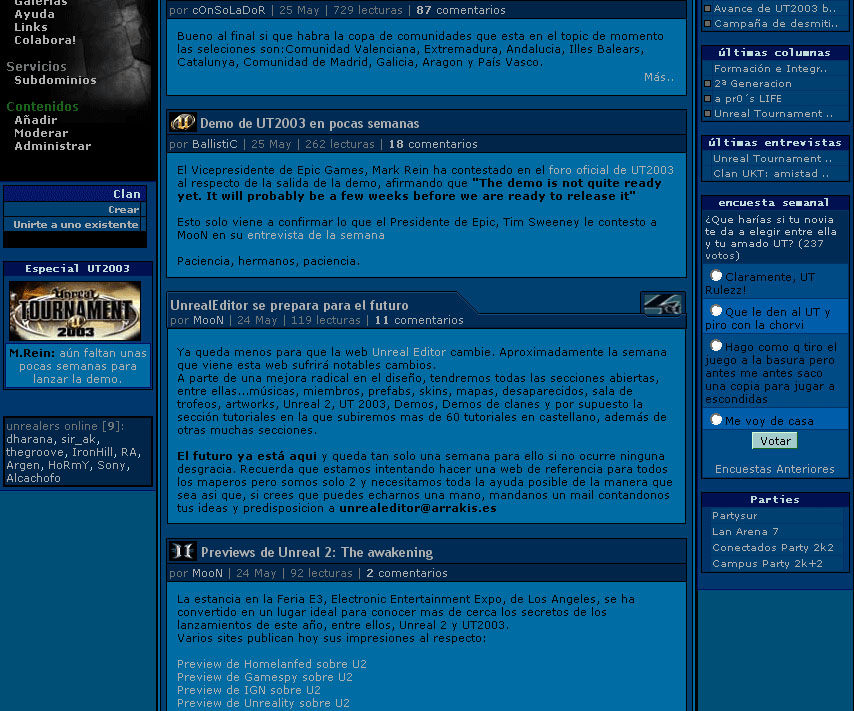 Galerias
Ayuda
Links
Colabora!
Servicios
Subdominios
Contenidos
Añadir
Moderar
Administrar
Clan
Crear
Unirte a uno existente
Especial UT2003
Unreal
TOURNAMENT
2003
M.Rein: aún faltan unas
pocas semanas para
lanzar la demo.
unrealers online [9]:
dharana, sir_ak,
thegroove, IronHill, RA,
Argen, HoRmY, Sony,
Alcachofo
por cOnSoLaDoR | 25 May | 729 lecturas | 87 comentarios
Bueno al final si que habra la copa de comunidades que esta en el topic de momento
las seleciones son:Comunidad Valenciana, Extremadura, Andalucia, Illes Balears,
Catalunya, Comunidad de Madrid, Galicia, Aragon y País Vasco.
Más..
Demo de UT2003 en pocas semanas
por BallistiC | 25 May | 262 lecturas | 18 comentarios
El Vicepresidente de Epic Games, Mark Rein ha contestado en el foro oficial de UT2003
al respecto de la salida de la demo, afirmando que "The demo is not quite ready
yet. It will probably be a few weeks before we are ready to release it"
Esto solo viene a confirmar lo que el Presidente de Epic, Tim Sweeney le contesto a
MooN en su entrevista de la semana
Paciencia, hermanos, paciencia.
UnrealEditor se prepara para el futuro
por MooN | 24 May | 119 lecturas | 11 comentarios
Ya queda menos para que la web Unreal Editor cambie. Aproximadamente la semana
que viene esta web sufrirá notables cambios.
A parte de una mejora radical en el diseño, tendremos todas las secciones abiertas,
entre ellas...músicas, miembros, prefabs, skins, mapas, desaparecidos, sala de
trofeos, artworks, Unreal 2, UT 2003, Demos, Demos de clanes y por supuesto la
sección tutoriales en la que subiremos mas de 60 tutoriales en castellano, además de
otras muchas secciones.
El futuro ya está aqui y queda tan solo una semana para ello si no ocurre ninguna
desgracia. Recuerda que estamos intentando hacer una web de referencia para todos
los maperos pero somos solo 2 y necesitamos toda la ayuda posible de la manera que
sea asi que, si crees que puedes echarnos una mano, mandanos un mail contandonos
tus ideas y predisposicion a unrealeditor@arrakis.es
II Previews de Unreal 2: The awakening
por MooN | 24 May | 92 lecturas | 2 comentarios
La estancia en la Feria E3, Electronic Entertainment Expo, de Los Angeles, se ha
convertido en un lugar ideal para conocer mas de cerca los secretos de los
lanzamientos de este año, entre ellos, Unreal 2 y UT2003.
Varios sites publican hoy sus impresiones al respecto:
Preview de Homelanfed sobre U2
Preview de Gamespy sobre U2
Preview de IGN sobre U2
Preview de Unreality sobre U2
Avance de UT2003 b..
Campaña de desmiti..
últimas columnas
Formación e Integr..
2ª Generacion
a pr0´s LIFE
Unreal Tournament ..
últimas entrevistas
Unreal Tournament ..
Clan UKT: amistad ..
encuesta semanal
¿Que harías si tu novia
te da a elegir entre ella
y tu amado UT? (237
votos)
Claramente, UT
Rulezz!
Que le den al UT y
piro con la chorvi
Hago como q tiro el
juego a la basura pero
antes me antes saco
una copia para jugar a
escondidas
Me voy de casa
Votar
Encuestas Anteriores
Parties
Partysur
Lan Arena 7
Conectados Party 2k2
Campus Party 2k+2